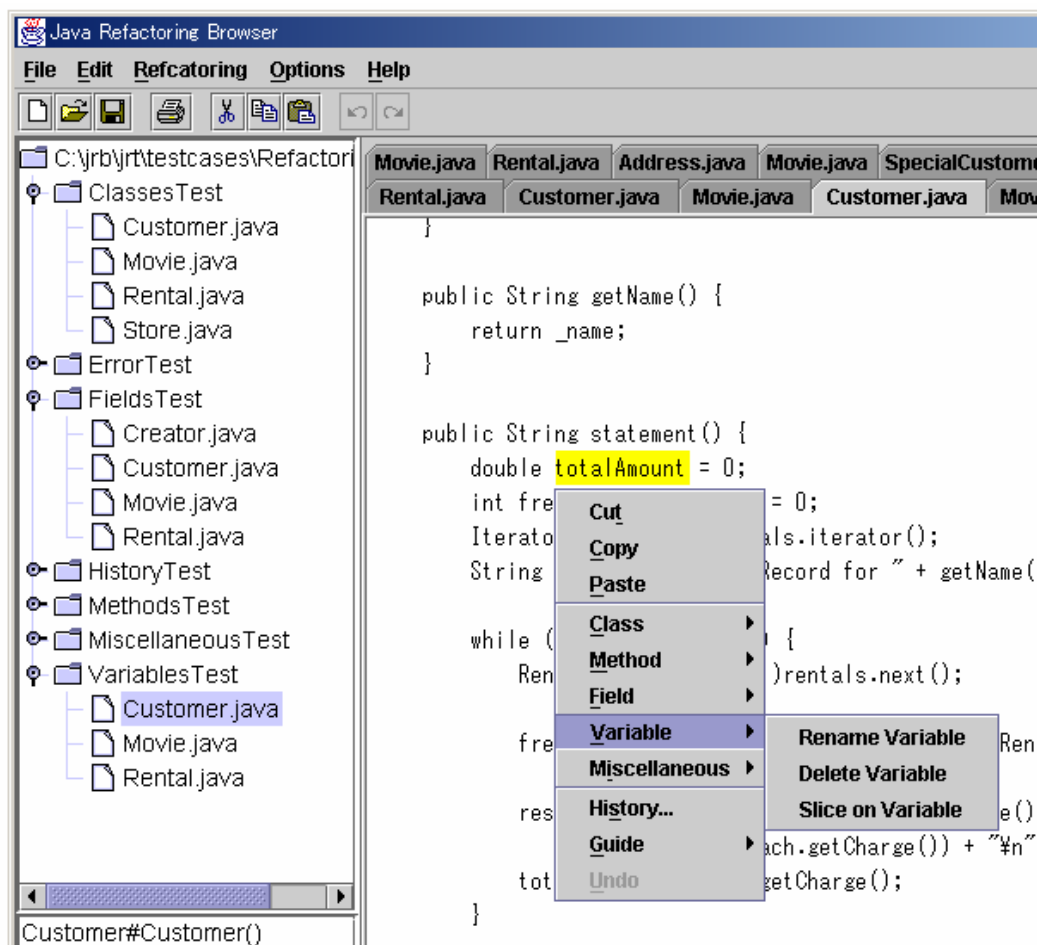 Java Refactoring Browser
File Edit Refcatoring Options Help
C:\jrb\jrt\testcases\Refactori
ClassesTest
Customer.java
Movie.java
Rental.java
Store.java
ErrorTest
FieldsTest
Creator.java
Customer.java
Movie.java
Rental.java
HistoryTest
MethodsTest
MiscellaneousTest
VariablesTest
Customer.java
Movie.java
Rental.java
Customer#Customer()
Movie.java Rental.java Address.java Movie.java SpecialCustome
Rental.java Customer.java Movie.java Customer.java Mov
}
public String getName() {
return _name;
}
public String statement() {
double totalAmount = 0;
int fre = 0;
Iterato als.iterator();
String Record for " + getName(
while ( ) {
Ren )rentals.next();
fre Ren
res e()
ach.getCharge()) + "¥n"
tot getCharge();
}
Cut
Copy
Paste
Class
Method
Field
Variable
Miscellaneous
History...
Guide
Undo
Rename Variable
Delete Variable
Slice on Variable